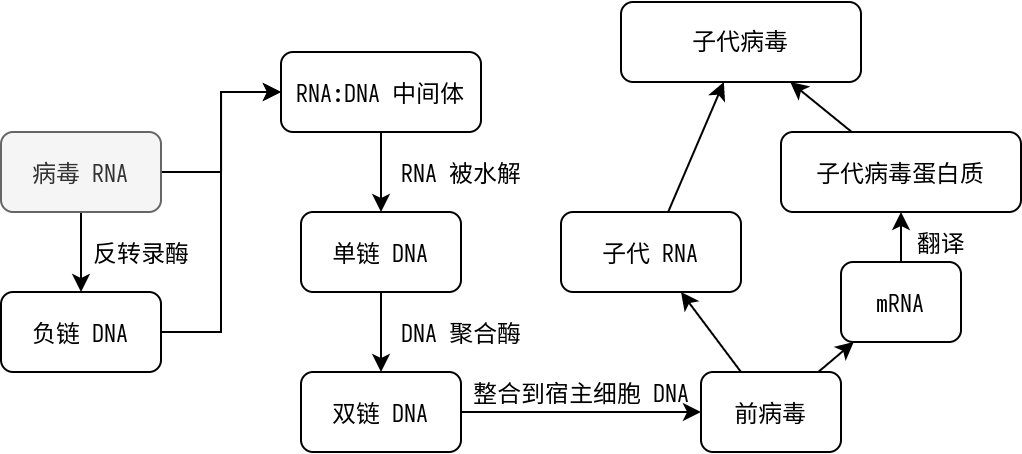 子代病毒
RNA:DNA 中间体
病毒 RNA
RNA 被水解
子代病毒蛋白质
反转录酶
单链 DNA
子代 RNA
翻译
负链 DNA
DNA 聚合酶
mRNA
整合到宿主细胞 DNA
双链 DNA
前病毒